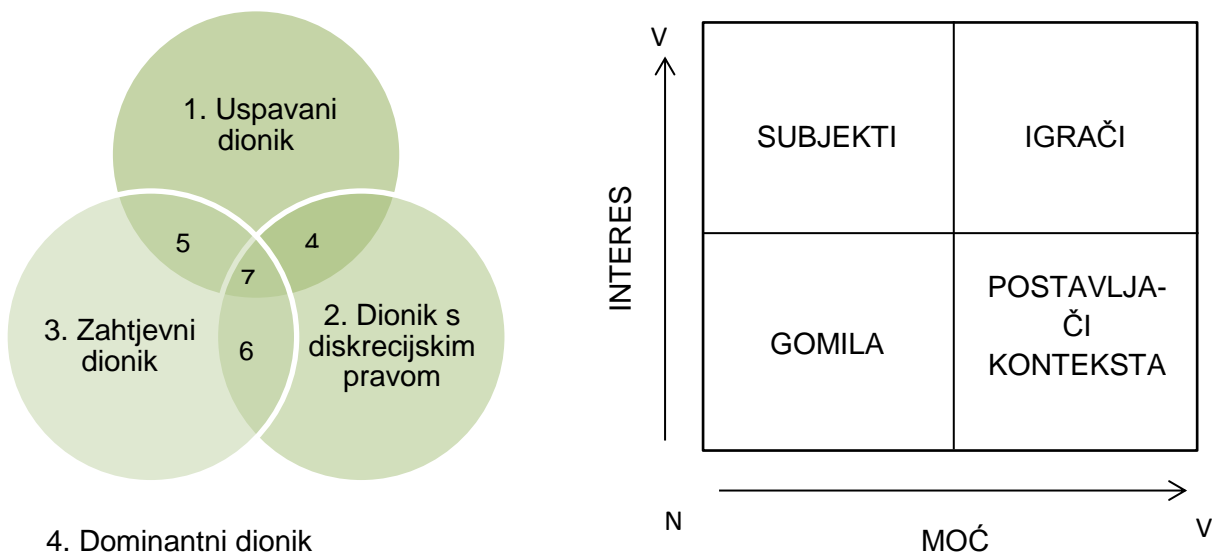 1. Uspavani
dionik
5
4
7
3. Zahtjevni
dionik
6
2. Dionik s
diskrecijskim
pravom
4. Dominantni dionik
V
INTERES
SUBJEKTI
IGRAČI
GOMILA
POSTAVLJA-
ČI
KONTEKSTA
N
MOĆ
V